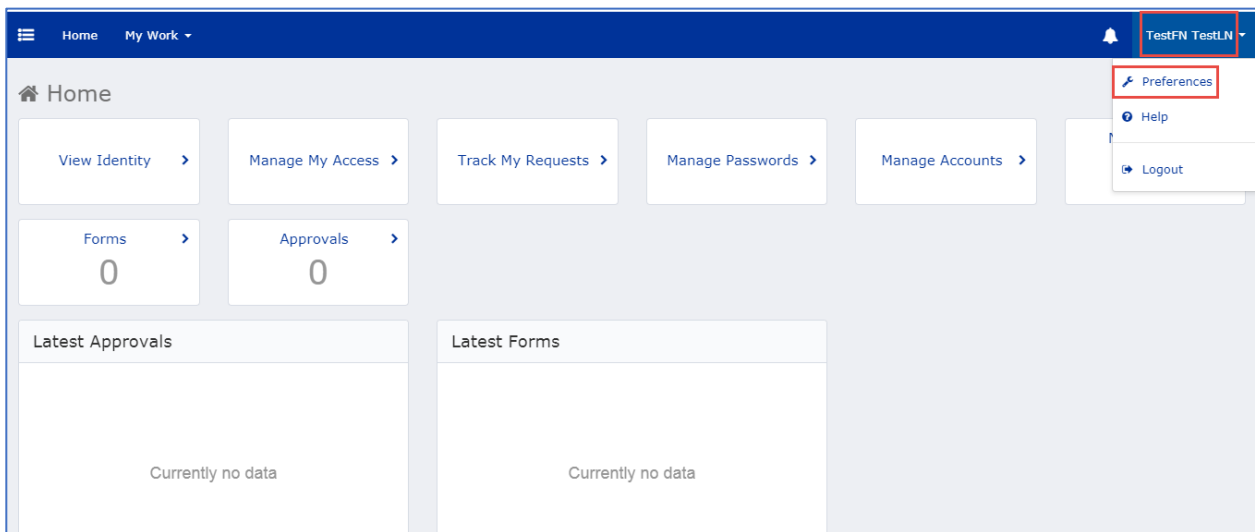 Home My Work TestFN TestLN
Preferences
Home
Help
View Identity Manage My Access Track My Requests Manage Passwords Manage Accounts
Logout
Forms Approvals
0 0
Latest Approvals Latest Forms
Currently no data Currently no data